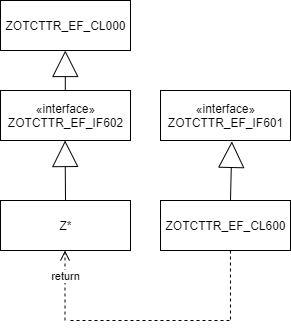 ZOTCTTR_EF_CL000
«interface»
ZOTCTTR_EF_IF602
«interface»
ZOTCTTR_EF_IF601
Z*
ZOTCTTR_EF_CL600
return